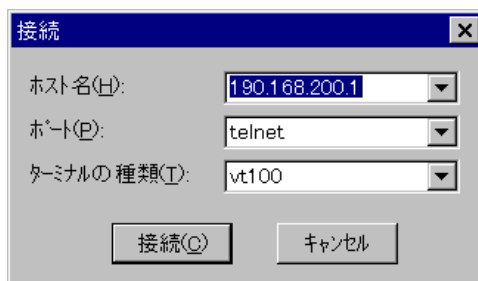 接続
ﾎｽﾄ名(H): 190.168.200.1
ﾎﾟｰﾄ(P): telnet
ﾀｰﾐﾅﾙの種類(T): vt100
接続(C) ｷｬﾝｾﾙ